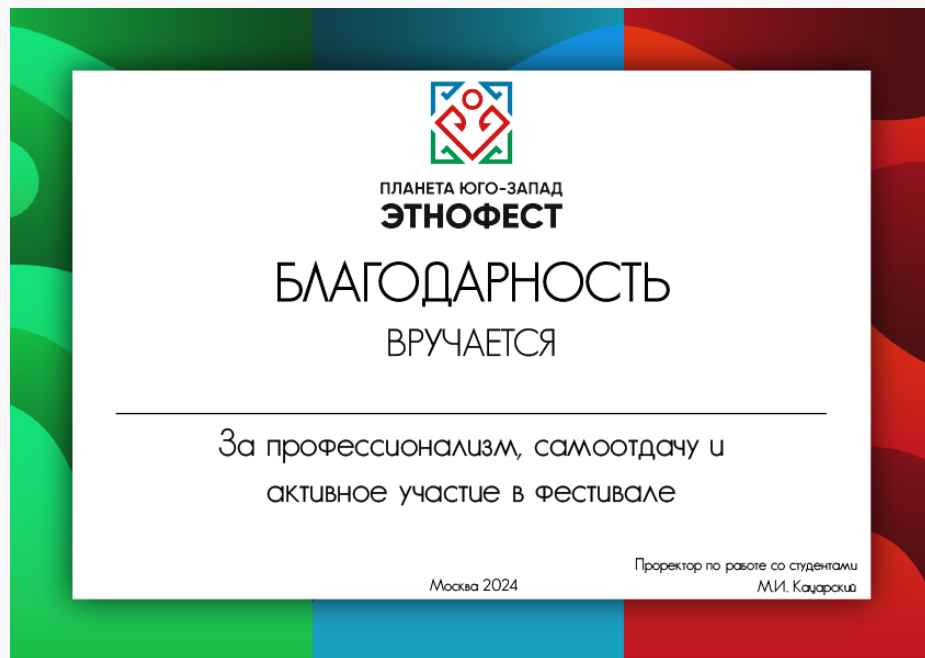 ПЛАНЕТА ЮГО-ЗАПАД
ЭТНОФЕСТ
БЛАГОДАРНОСТЬ
ВРУЧАЕТСЯ
За профессионализм, самоотдачу и
активное участие в фестивале
Проректор по работе со студентами
Москва 2024
М.И. Кацарский